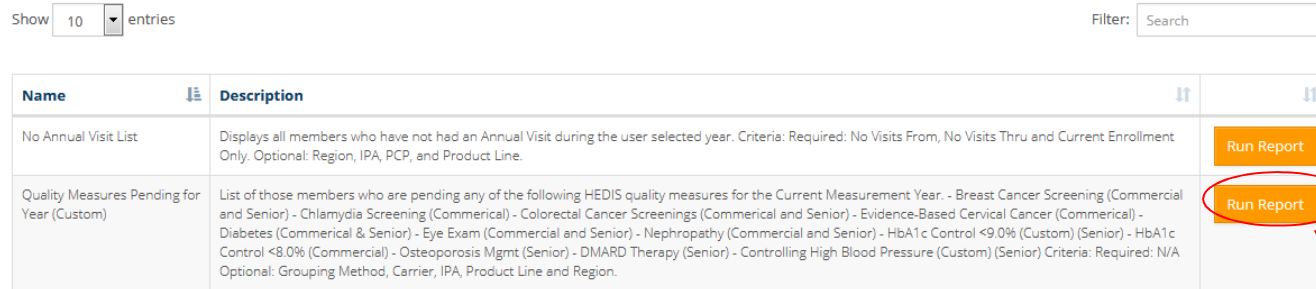 Show 10 entries Filter: Search
Name Description
No Annual Visit List Displays all members who have not had an Annual Visit during the user selected year. Criteria: Required: No Visits From, No Visits Thru and Current Enrollment
Only. Optional: Region, IPA, PCP, and Product Line.
Run Report
Quality Measures Pending for
Year (Custom)
List of those members who are pending any of the following HEDIS quality measures for the Current Measurement Year. - Breast Cancer Screening (Commercial
and Senior) - Chlamydia Screening (Commerical) - Colorectal Cancer Screenings (Commerical and Senior) - Evidence-Based Cervical Cancer (Commerical) -
Diabetes (Commerical & Senior) - Eye Exam (Commercial and Senior) - Nephropathy (Commercial and Senior) - HbA1c Control <9.0% (Custom) (Senior) - HbA1c
Control <8.0% (Commercial) - Osteoporosis Mgmt (Senior) - DMARD Therapy (Senior) - Controlling High Blood Pressure (Custom) (Senior) Criteria: Required: N/A
Optional: Grouping Method, Carrier, IPA, Product Line and Region.
Run Report